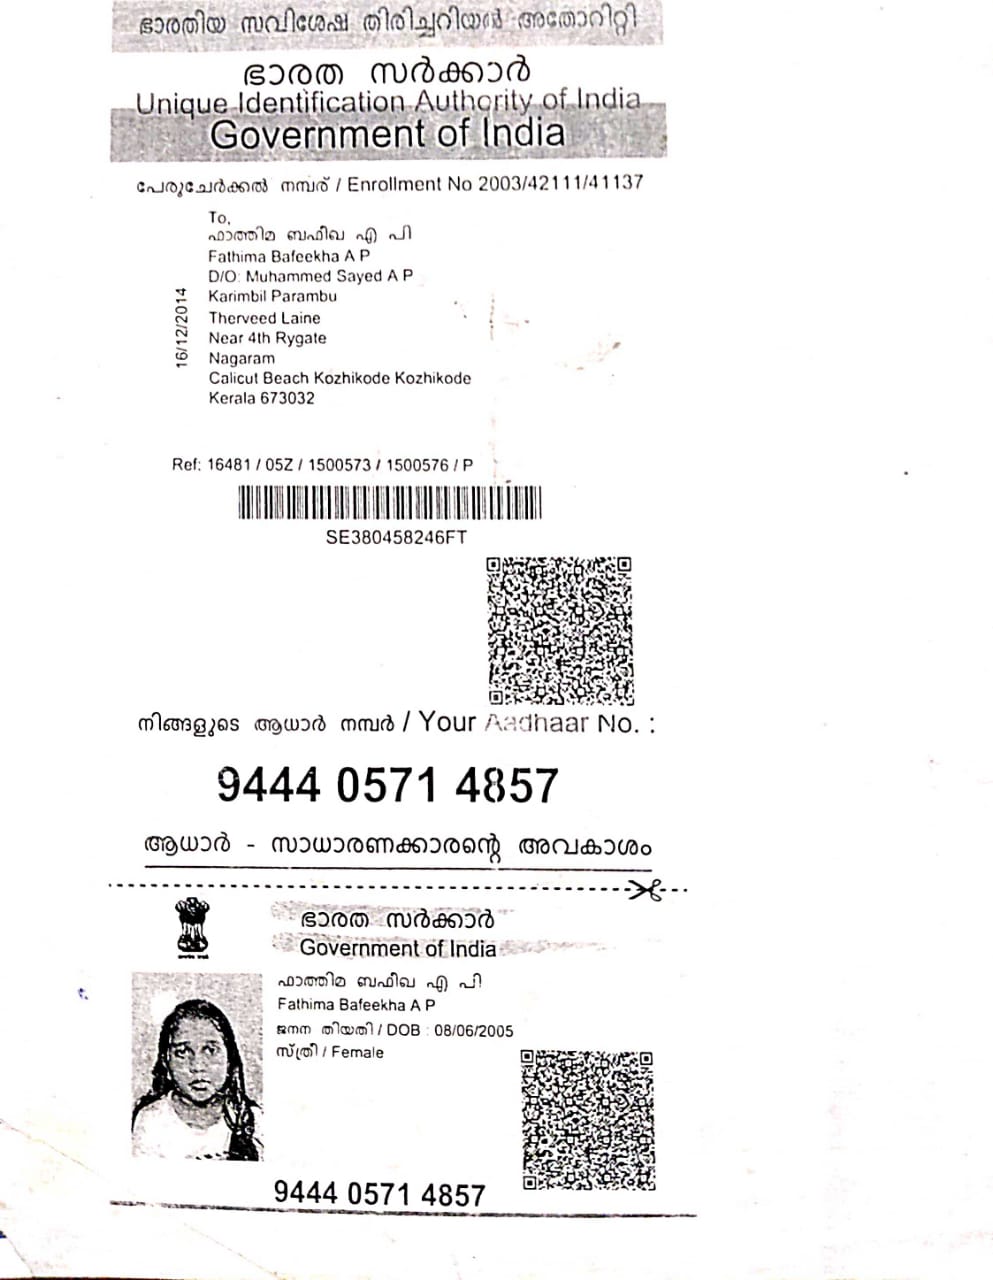 ഭാരതിയ സവിശേഷ തിരിച്ചറിയൽ അതോറിറ്റി
ഭാരത സർക്കാർ
Unique Identification Authority of India
Government of India
പേരുചേർക്കൽ നമ്പര് / Enrollment No 2003/42111/41137
To,
ഫാത്തിമ ബഫീഖ എ പി
Fathima Bafeekha A P
D/O: Muhammed Sayed A P
Karimbil Parambu
Therveed Laine
Near 4th Rygate
Nagaram
Calicut Beach Kozhikode Kozhikode
Kerala 673032
16/12/2014
Ref: 16481 / 05Z / 1500573 / 1500576 / P
SE380458246FT
നിങ്ങളുടെ ആധാർ നമ്പർ / Your Aadhaar No. :
9444 0571 4857
ആധാർ - സാധാരണക്കാരന്റെ അവകാശം
ഭാരത സർക്കാർ
Government of India
ഫാത്തിമ ബഫീഖ എ പി
Fathima Bafeekha A P
ജനന തിയതി / DOB : 08/06/2005
സ്ത്രീ / Female
9444 0571 4857